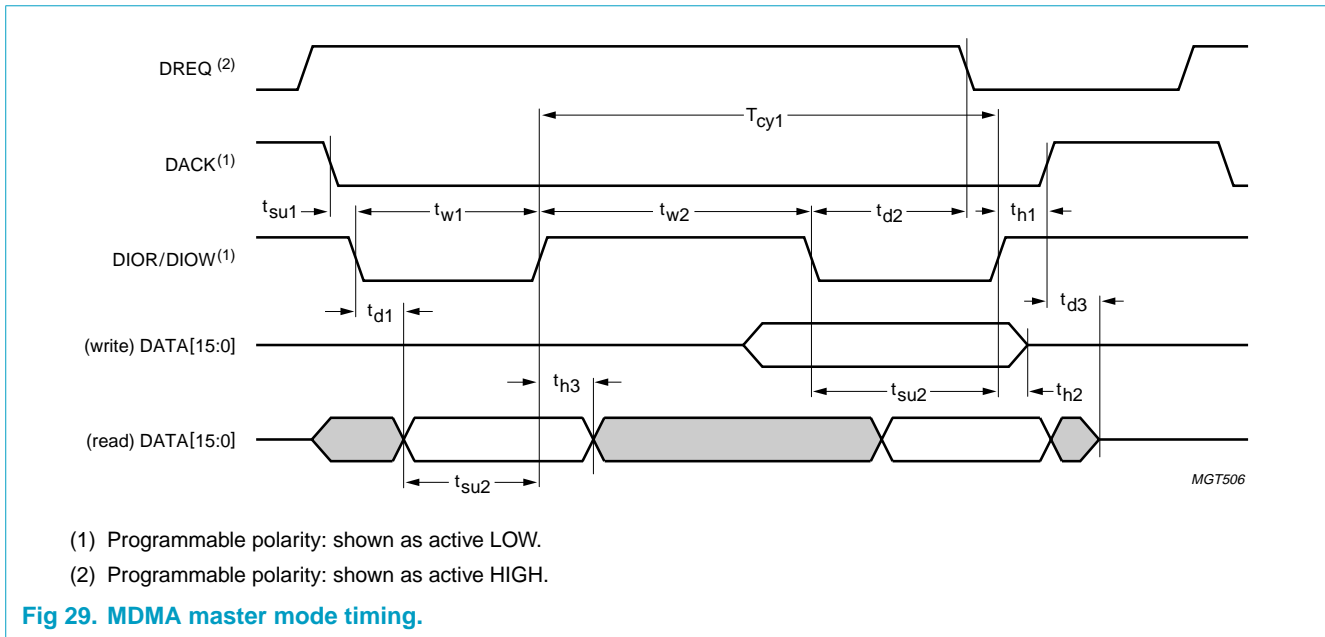 DREQ (2)
Tcy1
DACK(1)
tsu1
tw1
tw2
td2
th1
DIOR/DIOW(1)
td1
td3
(write) DATA[15:0]
th3
tsu2
th2
(read) DATA[15:0]
tsu2
MGT506
(1) Programmable polarity: shown as active LOW.
(2) Programmable polarity: shown as active HIGH.
Fig 29. MDMA master mode timing.